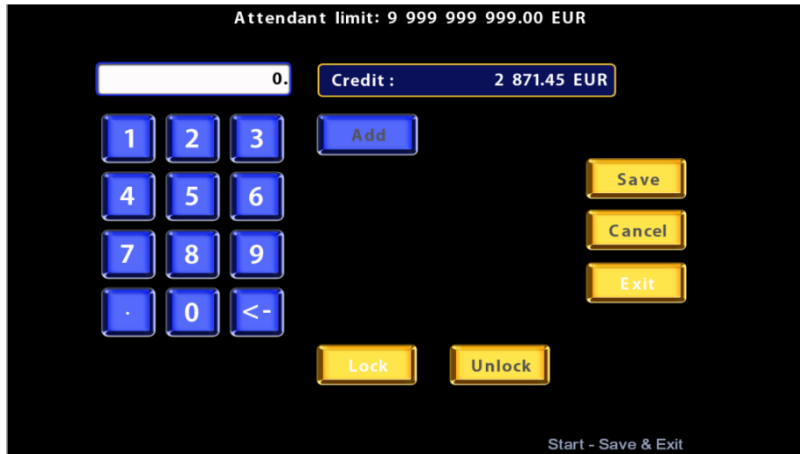 Attendant limit: 9 999 999 999.00 EUR
0.
Credit : 2 871.45 EUR
1 2 3
Add
4 5 6
Save
7 8 9
Cancel
Exit
. 0 <-
Lock Unlock
Start - Save & Exit